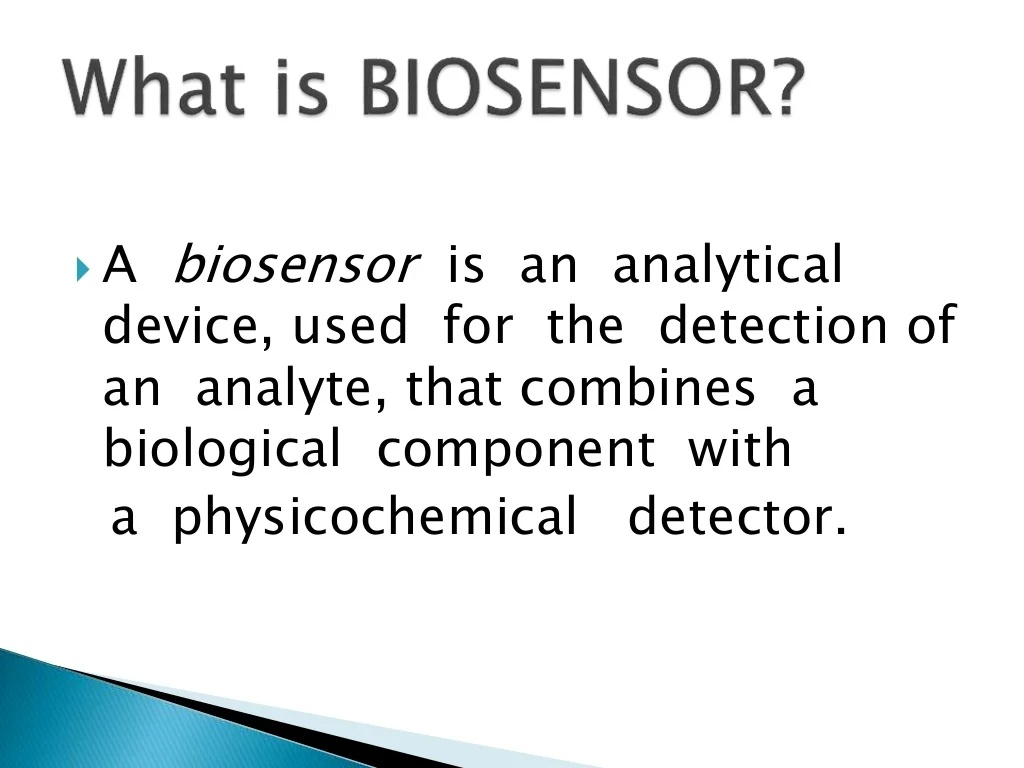 What is BIOSENSOR?
A biosensor is an analytical
device, used for the detection of
an analyte, that combines a
biological component with
a physicochemical detector.